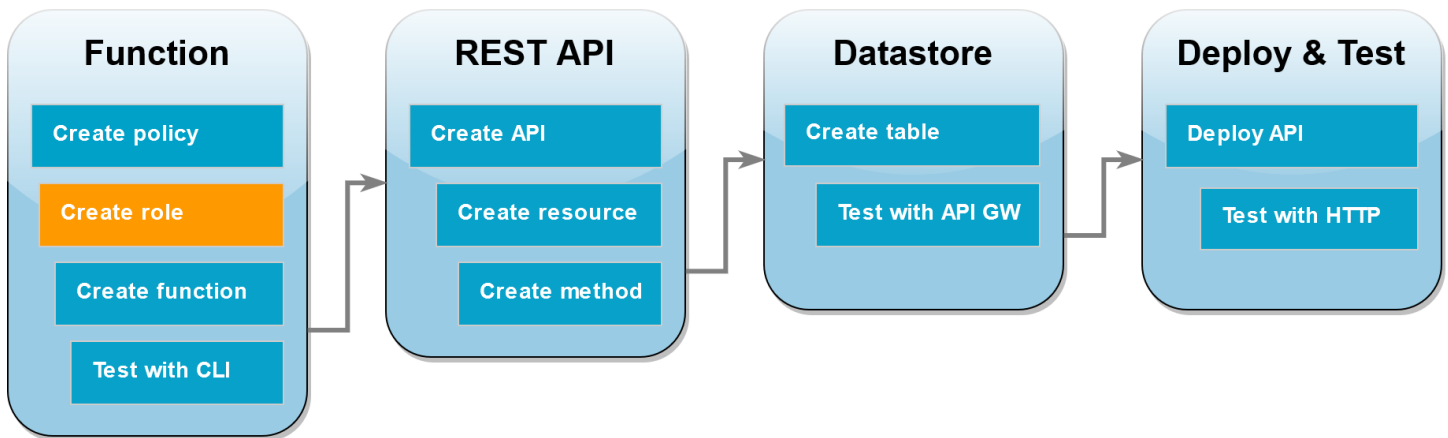 Function
Create policy
Create role
Create function
Test with CLI
REST API
Create API
Create resource
Create method
Datastore
Create table
Test with API GW
Deploy & Test
Deploy API
Test with HTTP